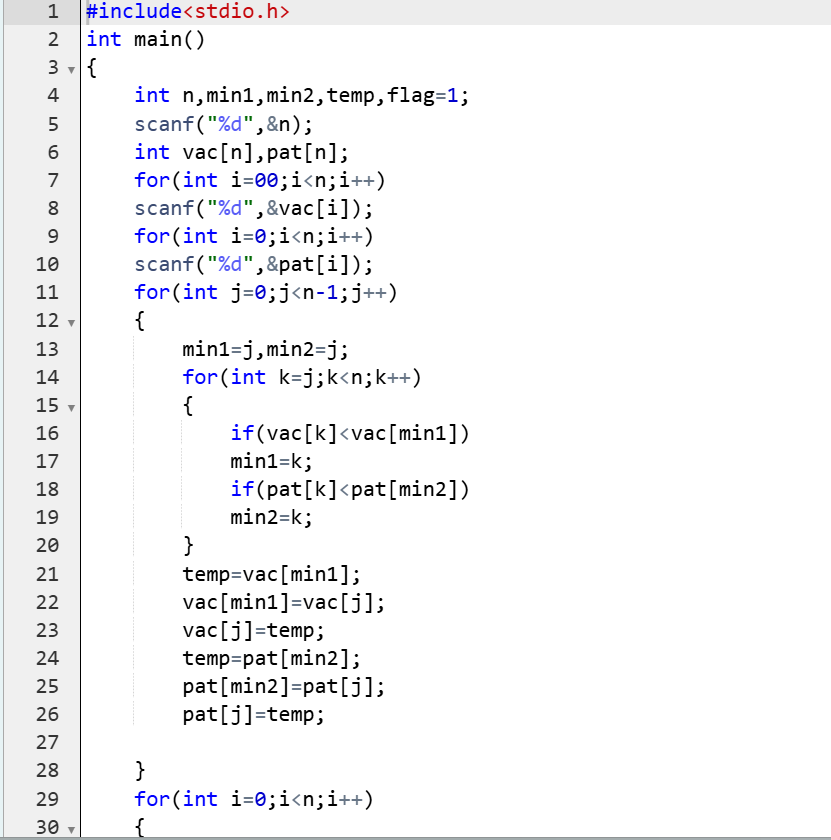 1 #include<stdio.h>
2 int main()
3 {
4     int n,min1,min2,temp,flag=1;
5     scanf("%d",&n);
6     int vac[n],pat[n];
7     for(int i=00;i<n;i++)
8     scanf("%d",&vac[i]);
9     for(int i=0;i<n;i++)
10     scanf("%d",&pat[i]);
11     for(int j=0;j<n-1;j++)
12     {
13         min1=j,min2=j;
14         for(int k=j;k<n;k++)
15         {
16             if(vac[k]<vac[min1])
17             min1=k;
18             if(pat[k]<pat[min2])
19             min2=k;
20         }
21         temp=vac[min1];
22         vac[min1]=vac[j];
23         vac[j]=temp;
24         temp=pat[min2];
25         pat[min2]=pat[j];
26         pat[j]=temp;
27
28     }
29     for(int i=0;i<n;i++)
30     {